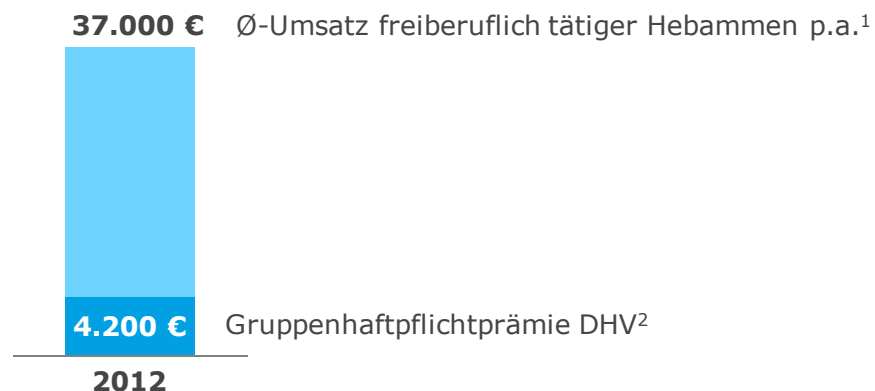 37.000 € Ø-Umsatz freiberuflich tätiger Hebammen p.a.¹
4.200 € Gruppenhaftpflichtprämie DHV²
2012